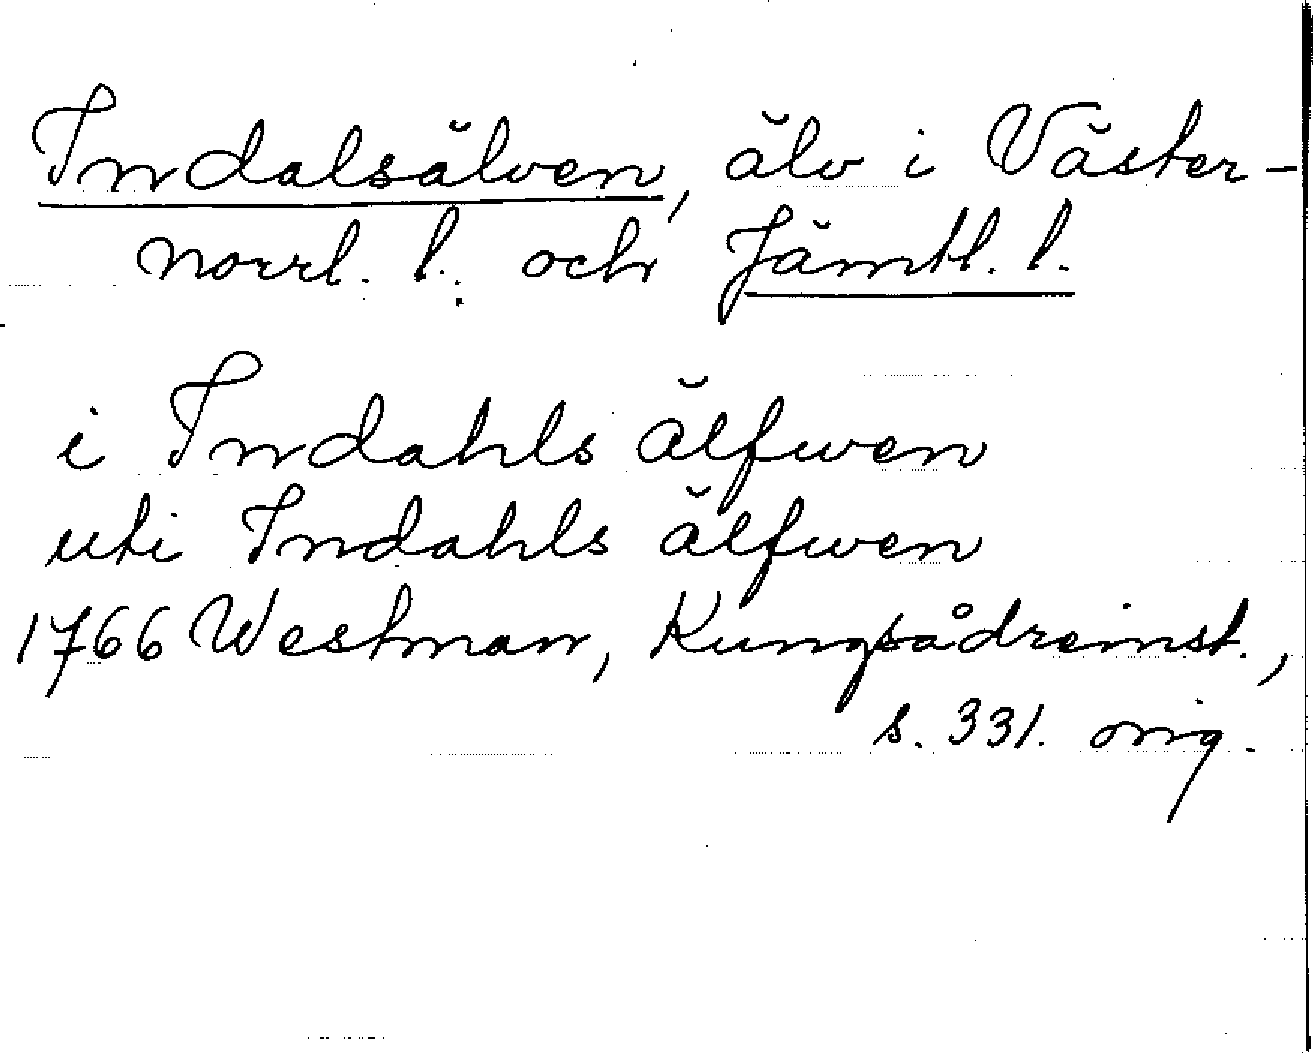 Indalsälven, älv i Väster-
norrl. l. och Jämtl. l.
i Indahls älfwen
uti Indahls älfwen
1766 Westman, Kungsådreinst.,
s. 331. orig.